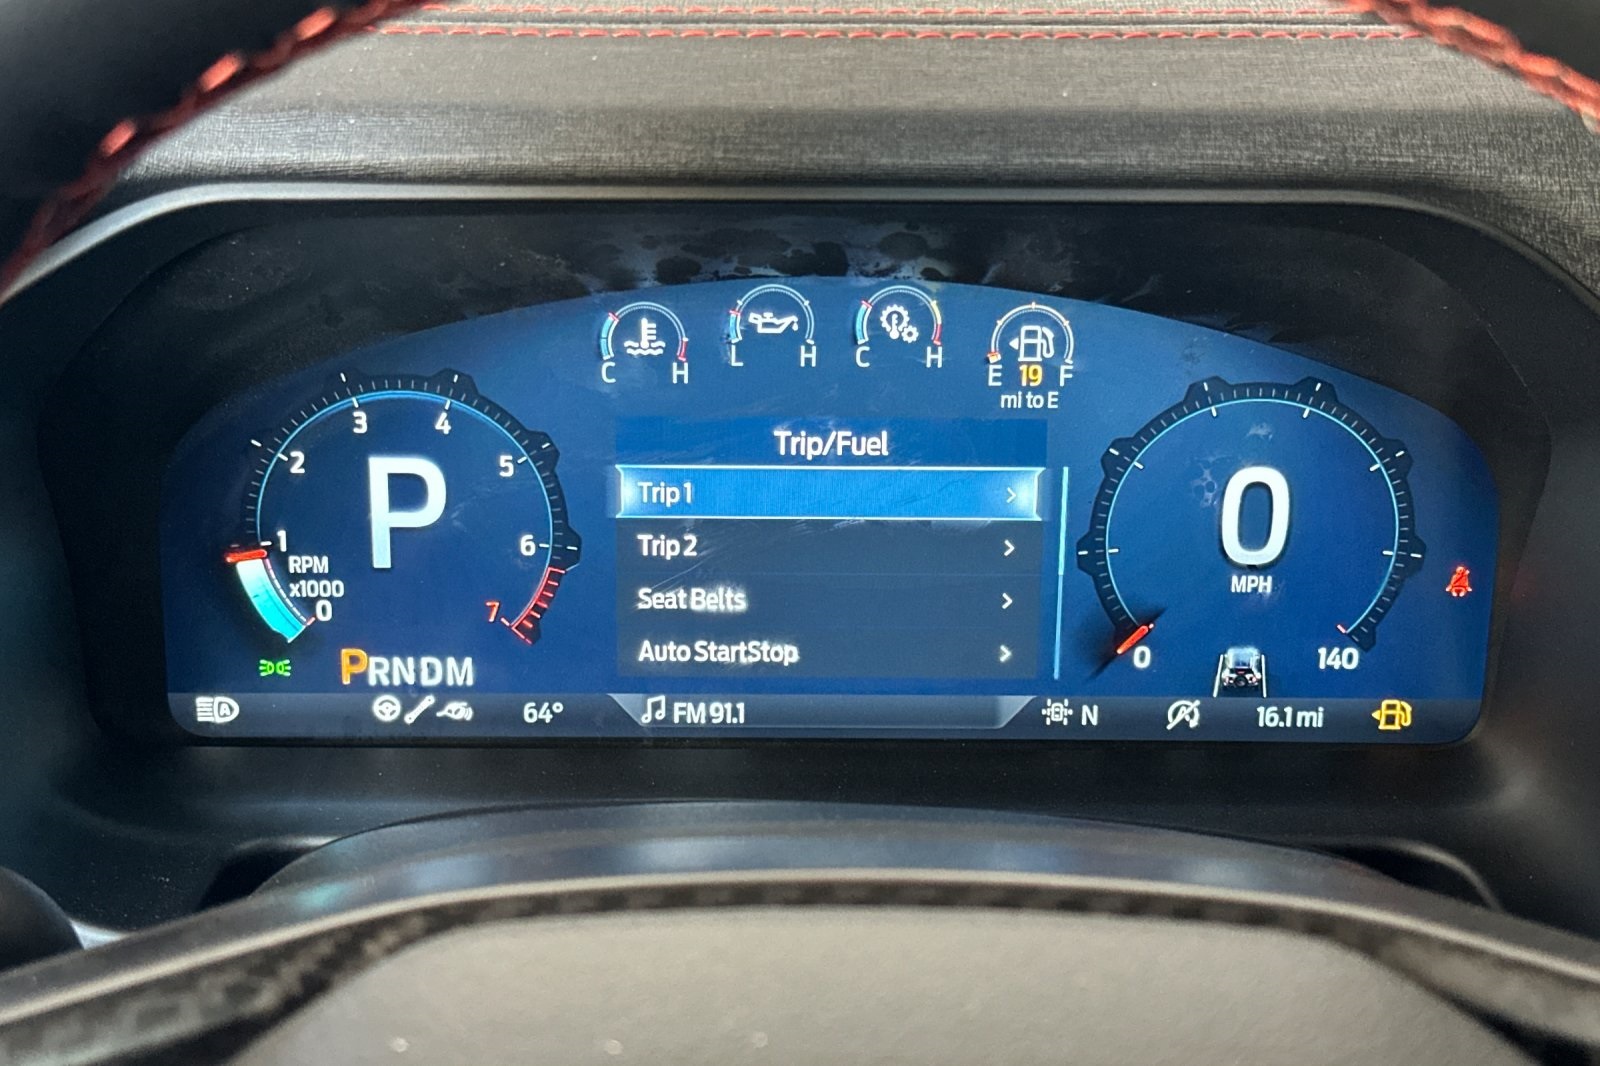 C H
L H
C H
E 19 F
mi to E
Trip/Fuel
Trip 1
Trip 2
Seat Belts
Auto StartStop
0
1
2
3
4
5
6
7
RPM
x1000
P
PRNDM
0
MPH
0
140
A
64°
FM 91.1
N
A
16.1 mi